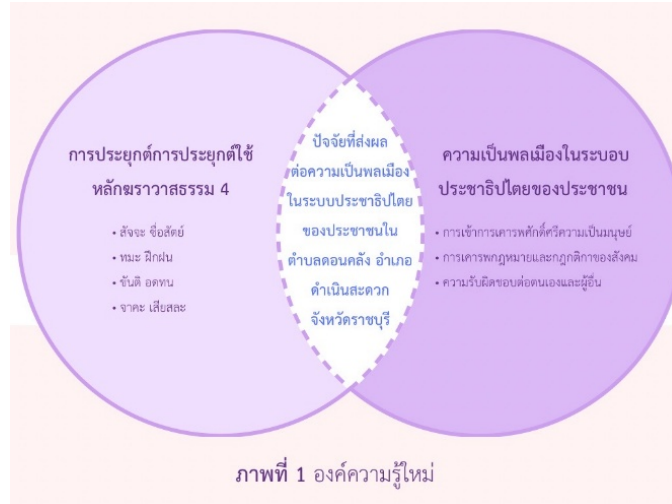 การประยุกต์การประยุกต์ใช้
หลักฆราวาสธรรม 4
• สัจจะ ซื่อสัตย์
• ทมะ ฝึกฝน
• ขันติ อดทน
• จาคะ เสียสละ
ปัจจัยที่ส่งผล
ต่อความเป็นพลเมือง
ในระบบประชาธิปไตย
ของประชาชนใน
ตำบลดอนคลัง อำเภอ
ดำเนินสะดวก
จังหวัดราชบุรี
ความเป็นพลเมืองในระบอบ
ประชาธิปไตยของประชาชน
• การเข้าการเคารพศักดิ์ศรีความเป็นมนุษย์
• การเคารพกฎหมายและกฎกติกาของสังคม
• ความรับผิดชอบต่อตนเองและผู้อื่น
ภาพที่ 1 องค์ความรู้ใหม่